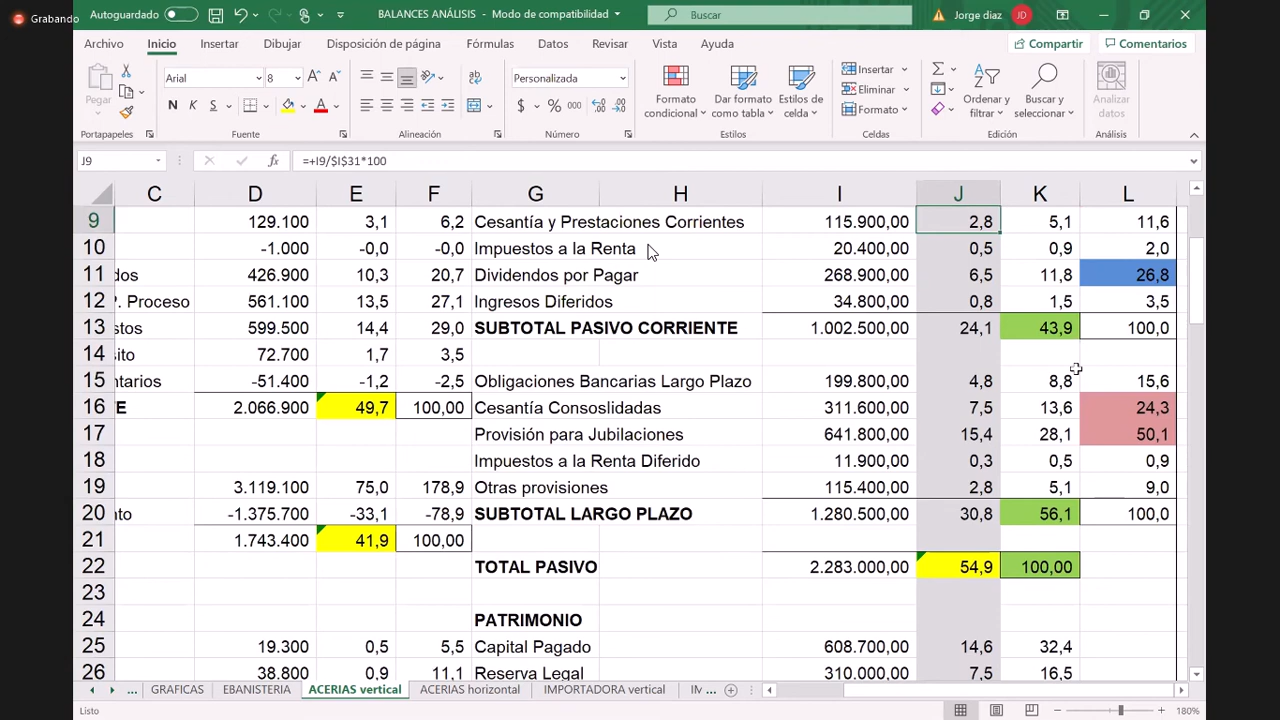 Grabando
Autoguardado
BALANCES ANÁLISIS - Modo de compatibilidad
Buscar
Jorge diaz
JD
Archivo Inicio Insertar Dibujar Disposición de página Fórmulas Datos Revisar Vista Ayuda
Compartir Comentarios
Pegar
Arial 8
N K S
Personalizada
$ % 000
Formato condicional
Dar formato como tabla
Estilos de celda
Insertar
Eliminar
Formato
Ordenar y filtrar
Buscar y seleccionar
Analizar datos
Portapapeles Fuente Alineación Número Estilos Celdas Edición Análisis
J9 fx =+I9/$I$31*100
C D E F G H I J K L
9 129.100 3,1 6,2 Cesantía y Prestaciones Corrientes 115.900,00 2,8 5,1 11,6
10 -1.000 -0,0 -0,0 Impuestos a la Renta 20.400,00 0,5 0,9 2,0
11 dos 426.900 10,3 20,7 Dividendos por Pagar 268.900,00 6,5 11,8 26,8
12 P. Proceso 561.100 13,5 27,1 Ingresos Diferidos 34.800,00 0,8 1,5 3,5
13 stos 599.500 14,4 29,0 SUBTOTAL PASIVO CORRIENTE 1.002.500,00 24,1 43,9 100,0
14 sito 72.700 1,7 3,5
15 ntarios -51.400 -1,2 -2,5 Obligaciones Bancarias Largo Plazo 199.800,00 4,8 8,8 15,6
16 E 2.066.900 49,7 100,00 Cesantía Consoslidadas 311.600,00 7,5 13,6 24,3
17 Provisión para Jubilaciones 641.800,00 15,4 28,1 50,1
18 Impuestos a la Renta Diferido 11.900,00 0,3 0,5 0,9
19 3.119.100 75,0 178,9 Otras provisiones 115.400,00 2,8 5,1 9,0
20 nto -1.375.700 -33,1 -78,9 SUBTOTAL LARGO PLAZO 1.280.500,00 30,8 56,1 100,0
21 1.743.400 41,9 100,00
22 TOTAL PASIVO 2.283.000,00 54,9 100,00
23
24 PATRIMONIO
25 19.300 0,5 5,5 Capital Pagado 608.700,00 14,6 32,4
26 38.800 0,9 11,1 Reserva Legal 310.000,00 7,5 16,5
... GRAFICAS EBANISTERIA ACERIAS vertical ACERIAS horizontal IMPORTADORA vertical IM ...
Listo
180%